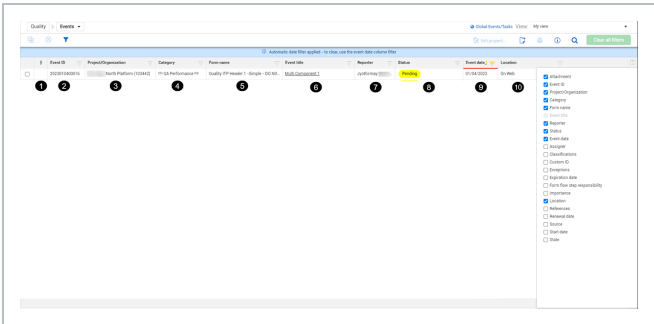 Quality > Events
Global Events/Tasks View: My view
Edit project
Clear all filters
Automatic date filter applied - to clear, use the event date column filter
Event ID Project/Organization Category Form name Event title Reporter Status Event date Location
North Platform (103442) Quality ITP Header 1 - Simple - DO NO... Multi Component 1 Pending 01/04/2023 On Web
1 2 3 4 5 6 7 8 9 10
Attachment
Event ID
Project/Organization
Category
Form name
Event title
Reporter
Status
Event date
Assigner
Classifications
Custom ID
Exceptions
Expiration date
Form flow step responsibility
Importance
Location
References
Renewal date
Source
Start date
State